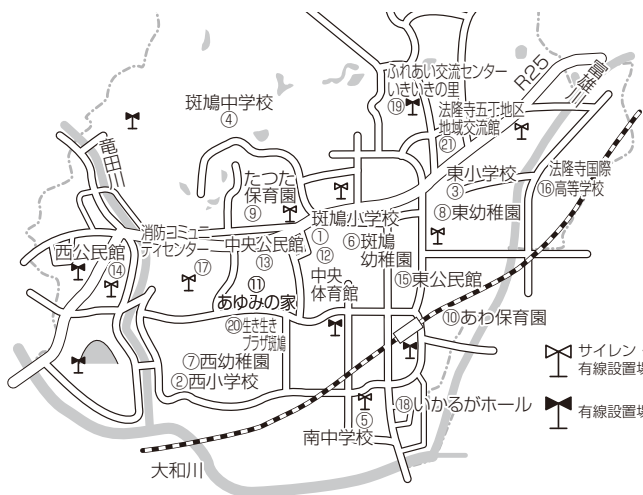 ふれあい交流センター
いきいきの里
⑲
R25
富雄川
斑鳩中学校
④
法隆寺五丁地区
地域交流館
㉑
竜田川
東小学校
③
法隆寺国際
⑯高等学校
たつた
保育園
⑨
⑧東幼稚園
斑鳩小学校
①
⑥斑鳩
幼稚園
消防コミュニ
ティセンター
⑰
中央公民館
⑬
⑫
中央
体育館
西公民館
⑭
⑮東公民館
⑪
あゆみの家
⑳生き生き
プラザ斑鳩
⑩あわ保育園
⑦西幼稚園
②西小学校
サイレン・
有線設置場
有線設置場
⑱いかるがホール
⑤
南中学校
大和川